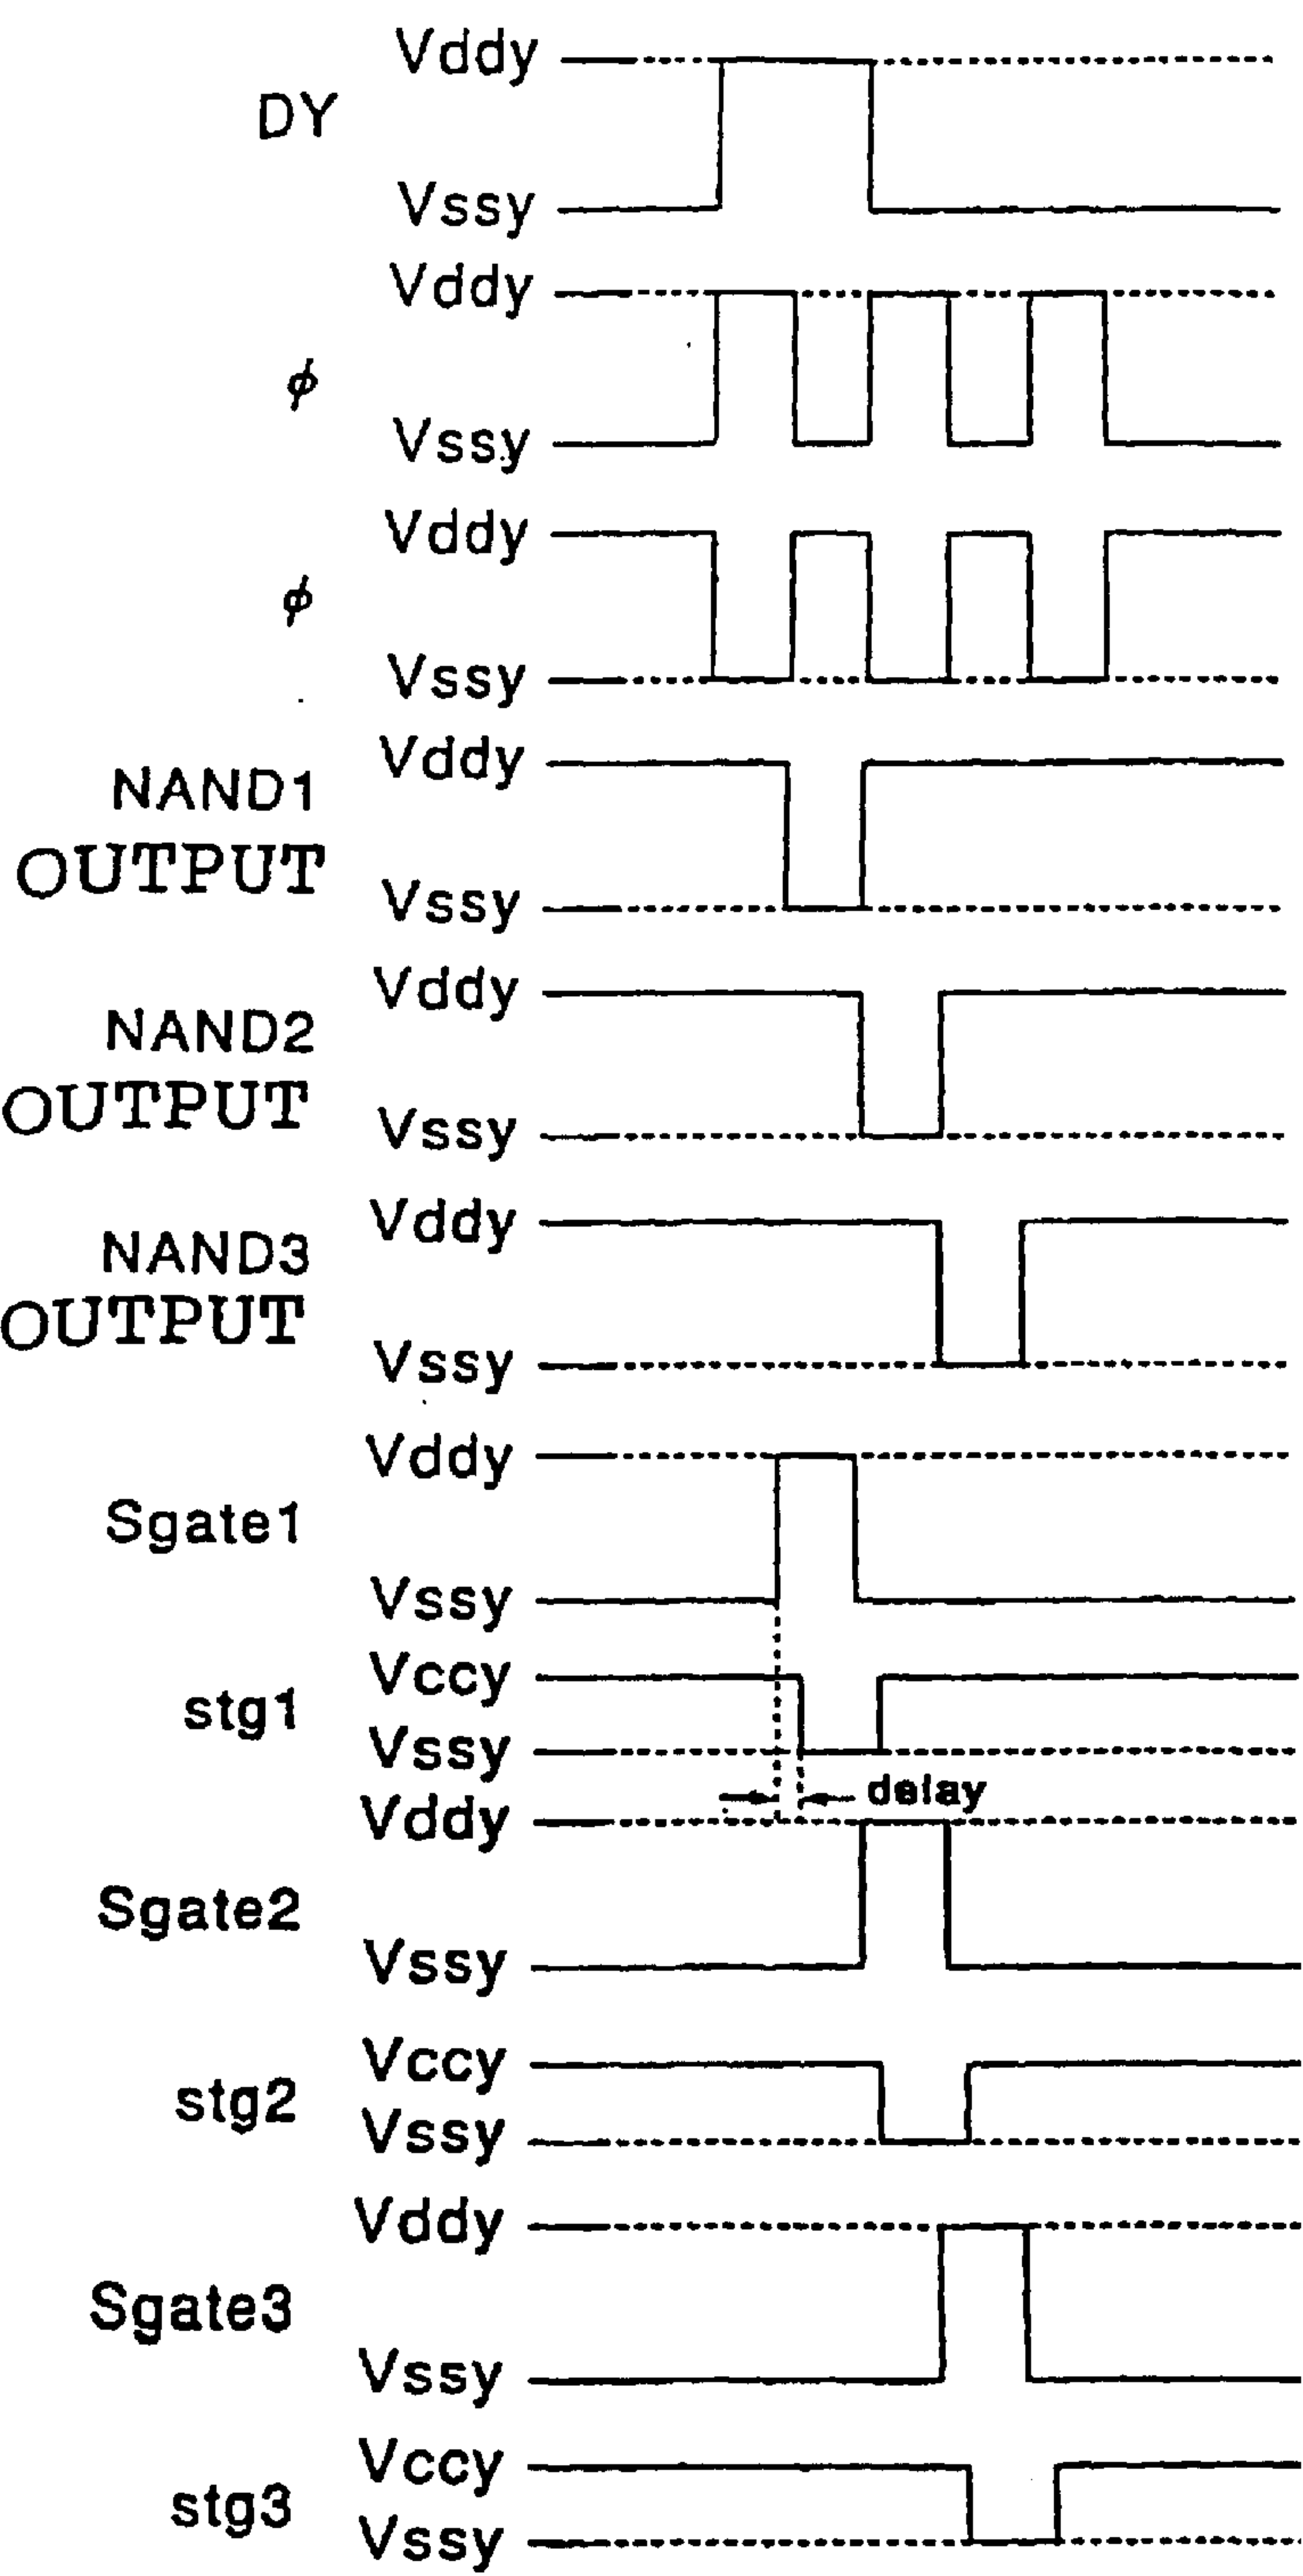 Vddy
DY
Vssy
Vddy
ϕ
Vssy
Vddy
ϕ
Vssy
Vddy
NAND1
OUTPUT
Vssy
Vddy
NAND2
OUTPUT
Vssy
Vddy
NAND3
OUTPUT
Vssy
Vddy
Sgate1
Vssy
Vccy
stg1
Vssy
delay
Vddy
Sgate2
Vssy
Vccy
stg2
Vssy
Vddy
Sgate3
Vssy
Vccy
stg3
Vssy